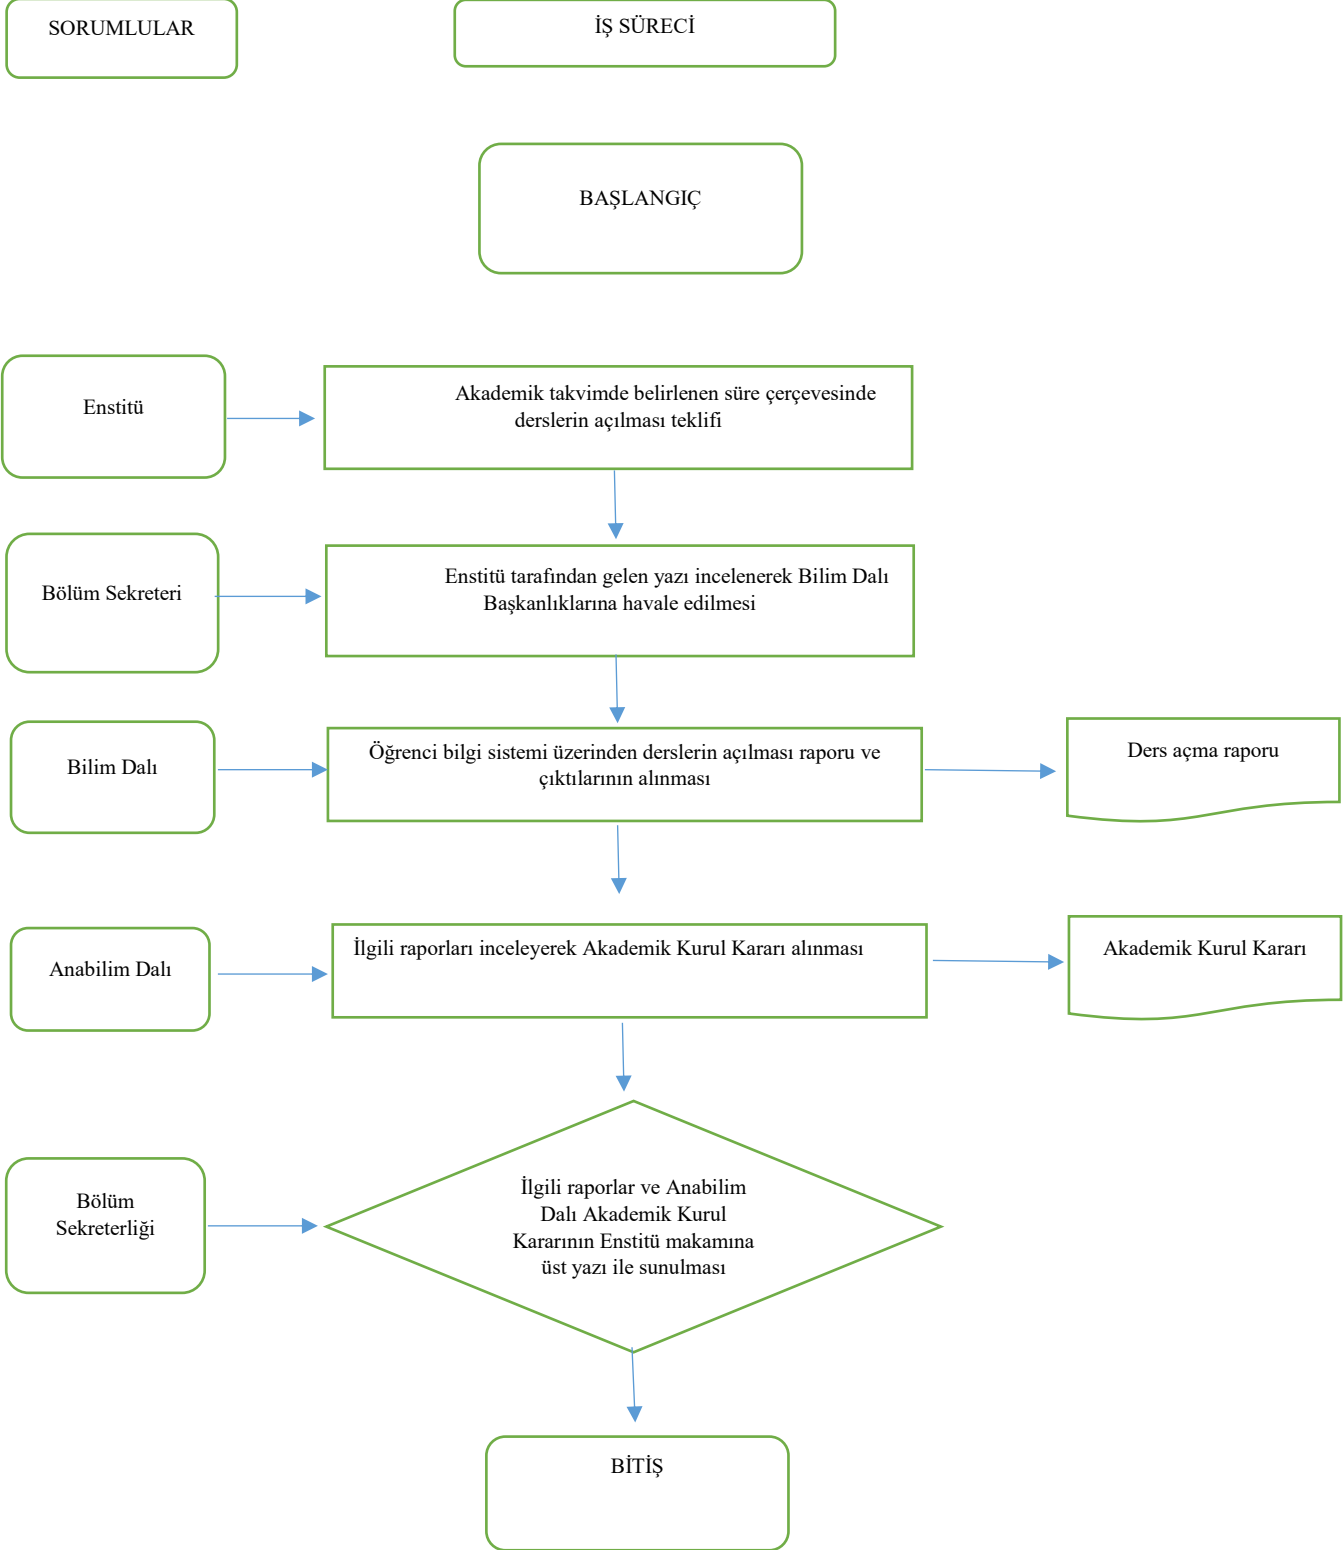 SORUMLULAR
İŞ SÜRECİ
BAŞLANGIÇ
Enstitü
Akademik takvimde belirlenen süre çerçevesinde
derslerin açılması teklifi
Bölüm Sekreteri
Enstitü tarafından gelen yazı incelenerek Bilim Dalı
Başkanlıklarına havale edilmesi
Bilim Dalı
Öğrenci bilgi sistemi üzerinden derslerin açılması raporu ve
çıktılarının alınması
Ders açma raporu
Anabilim Dalı
İlgili raporları inceleyerek Akademik Kurul Kararı alınması
Akademik Kurul Kararı
Bölüm
Sekreterliği
İlgili raporlar ve Anabilim
Dalı Akademik Kurul
Kararının Enstitü makamına
üst yazı ile sunulması
BİTİŞ